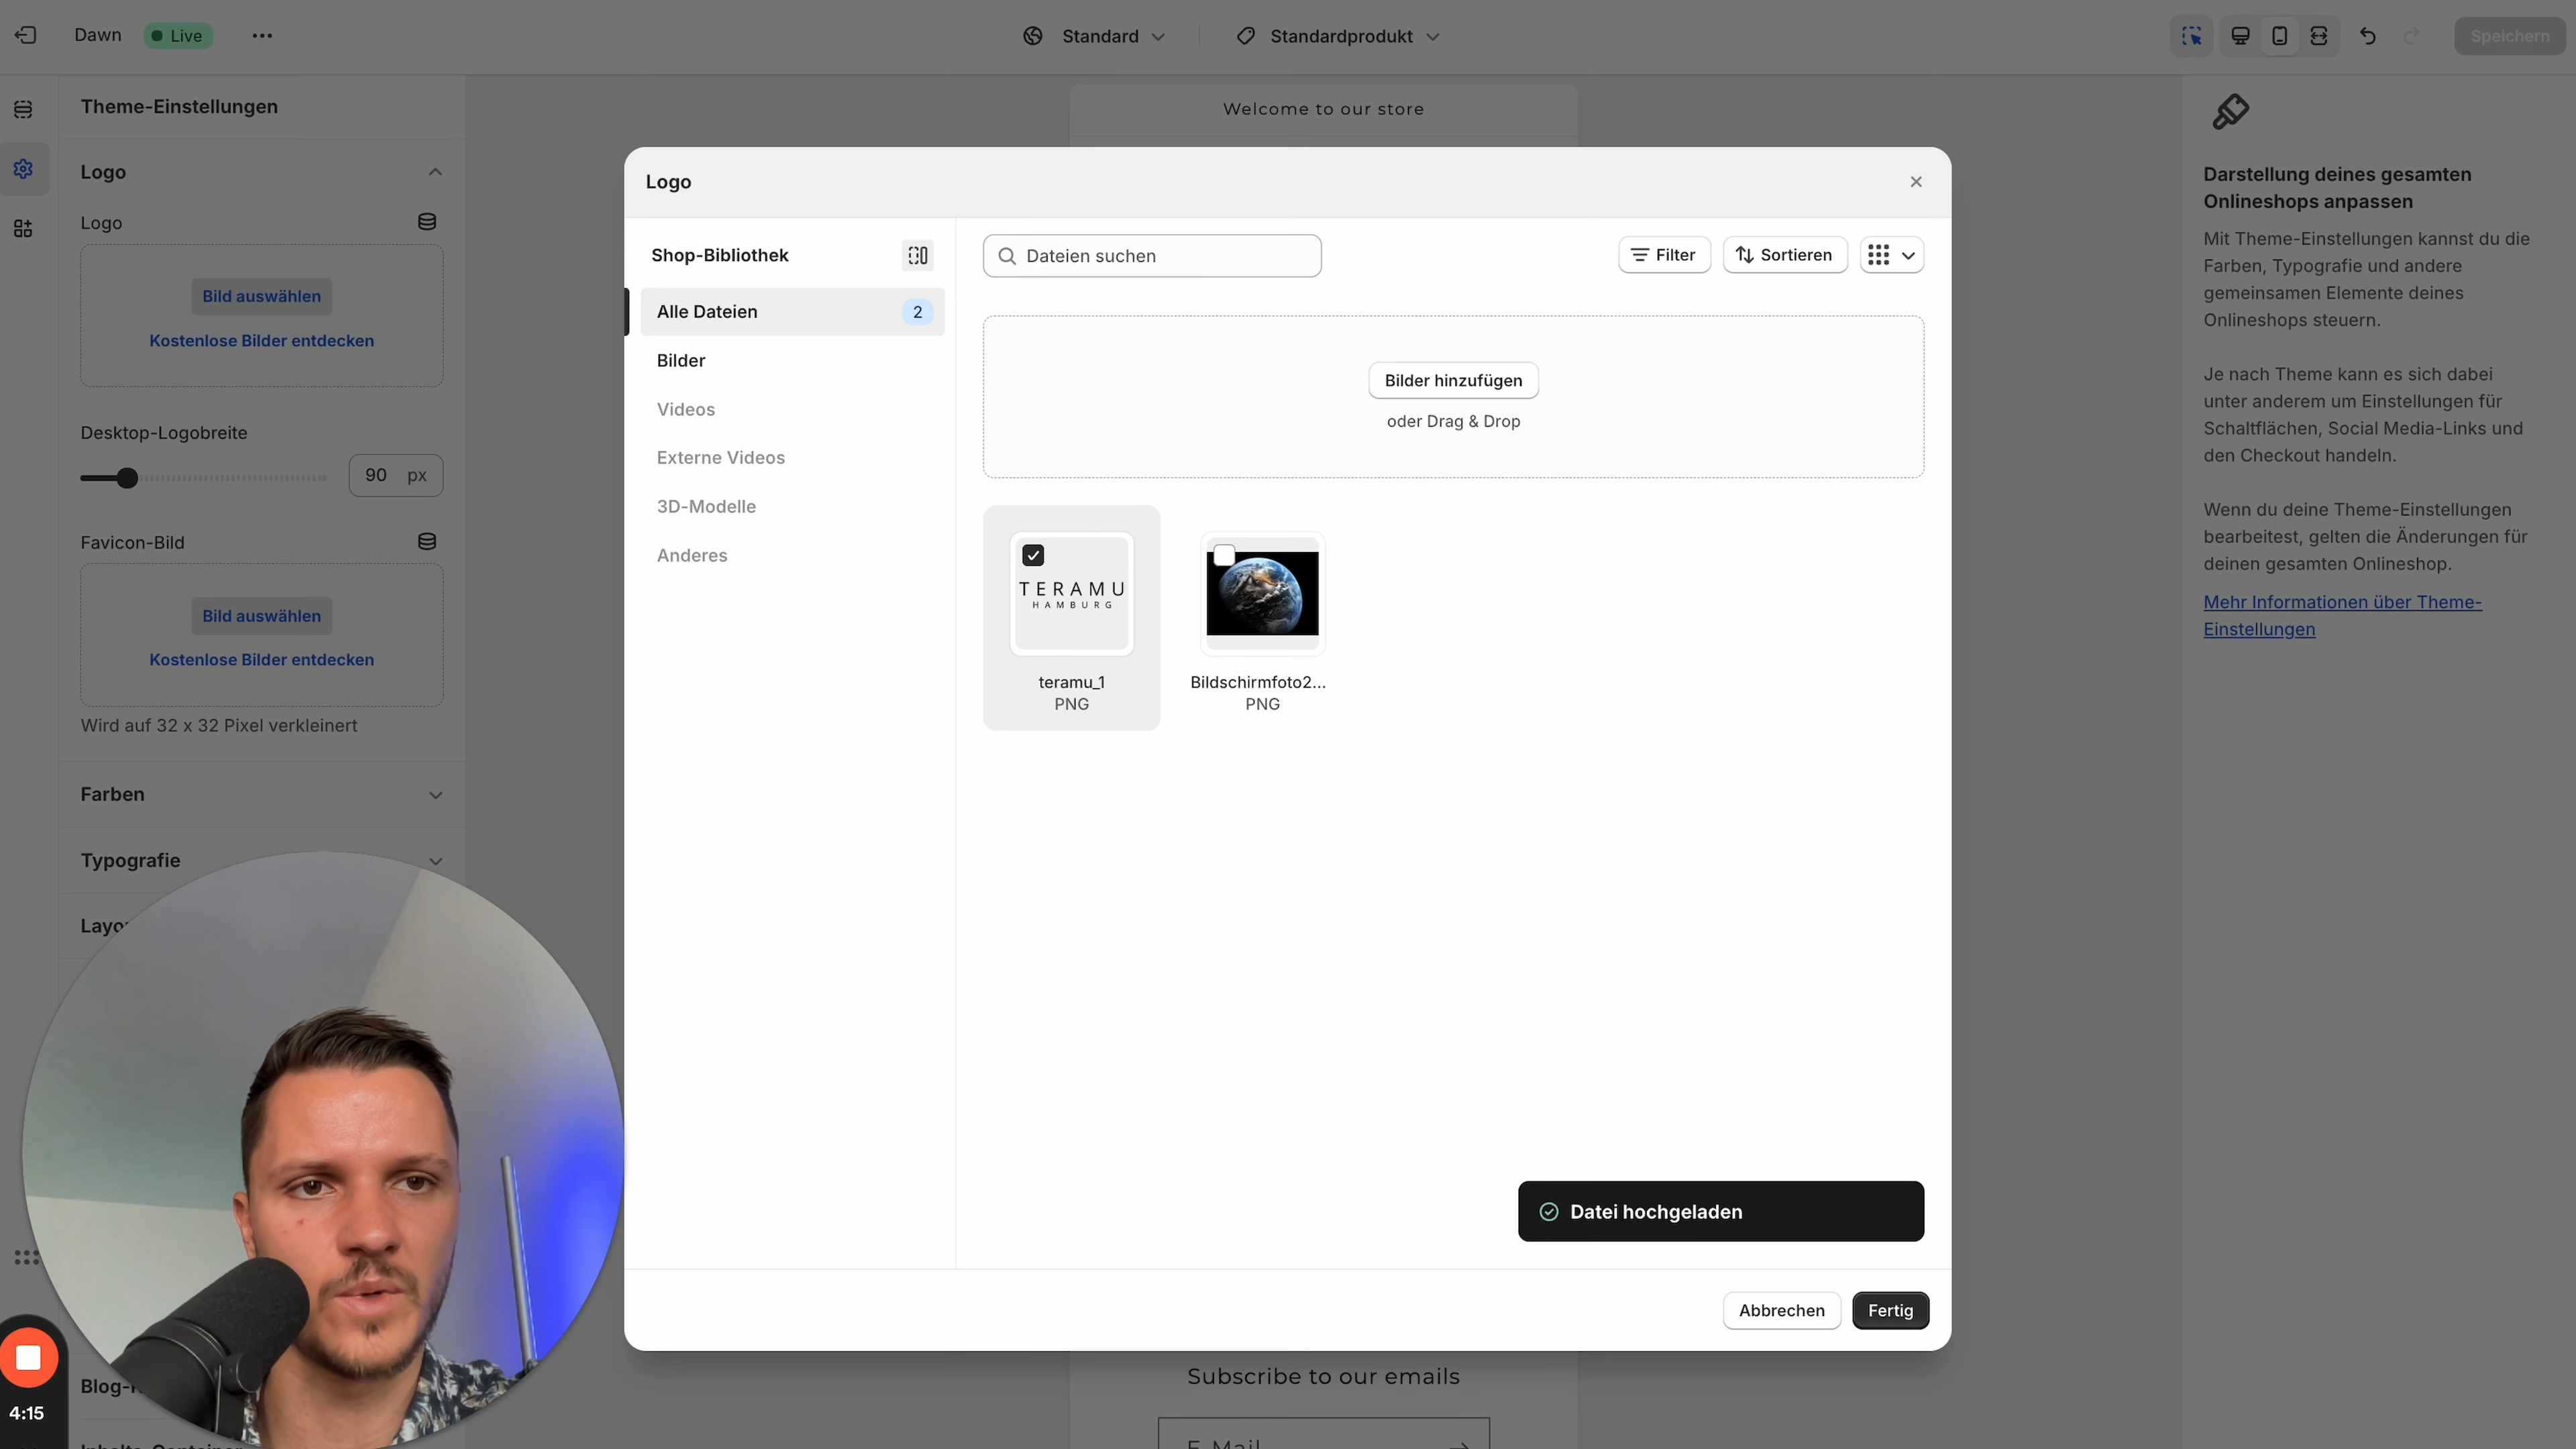 Dawn
Live
Standard
Standardprodukt
Speichern
Theme-Einstellungen
Logo
Logo
Bild auswählen
Kostenlose Bilder entdecken
Desktop-Logobreite
90 px
Favicon-Bild
Bild auswählen
Kostenlose Bilder entdecken
Wird auf 32 x 32 Pixel verkleinert
Farben
Typografie
4:15
Welcome to our store
Logo
Shop-Bibliothek
Alle Dateien 2
Bilder
Videos
Externe Videos
3D-Modelle
Anderes
Dateien suchen
Filter
Sortieren
Bilder hinzufügen
oder Drag & Drop
TERAMU
HAMBURG
teramu_1
PNG
Bildschirmfoto2...
PNG
Datei hochgeladen
Abbrechen
Fertig
Subscribe to our emails
E-Mail
Darstellung deines gesamten
Onlineshops anpassen
Mit Theme-Einstellungen kannst du die
Farben, Typografie und andere
gemeinsamen Elemente deines
Onlineshops steuern.
Je nach Theme kann es sich dabei
unter anderem um Einstellungen für
Schaltflächen, Social Media-Links und
den Checkout handeln.
Wenn du deine Theme-Einstellungen
bearbeitest, gelten die Änderungen für
deinen gesamten Onlineshop.
Mehr Informationen über Theme-
Einstellungen